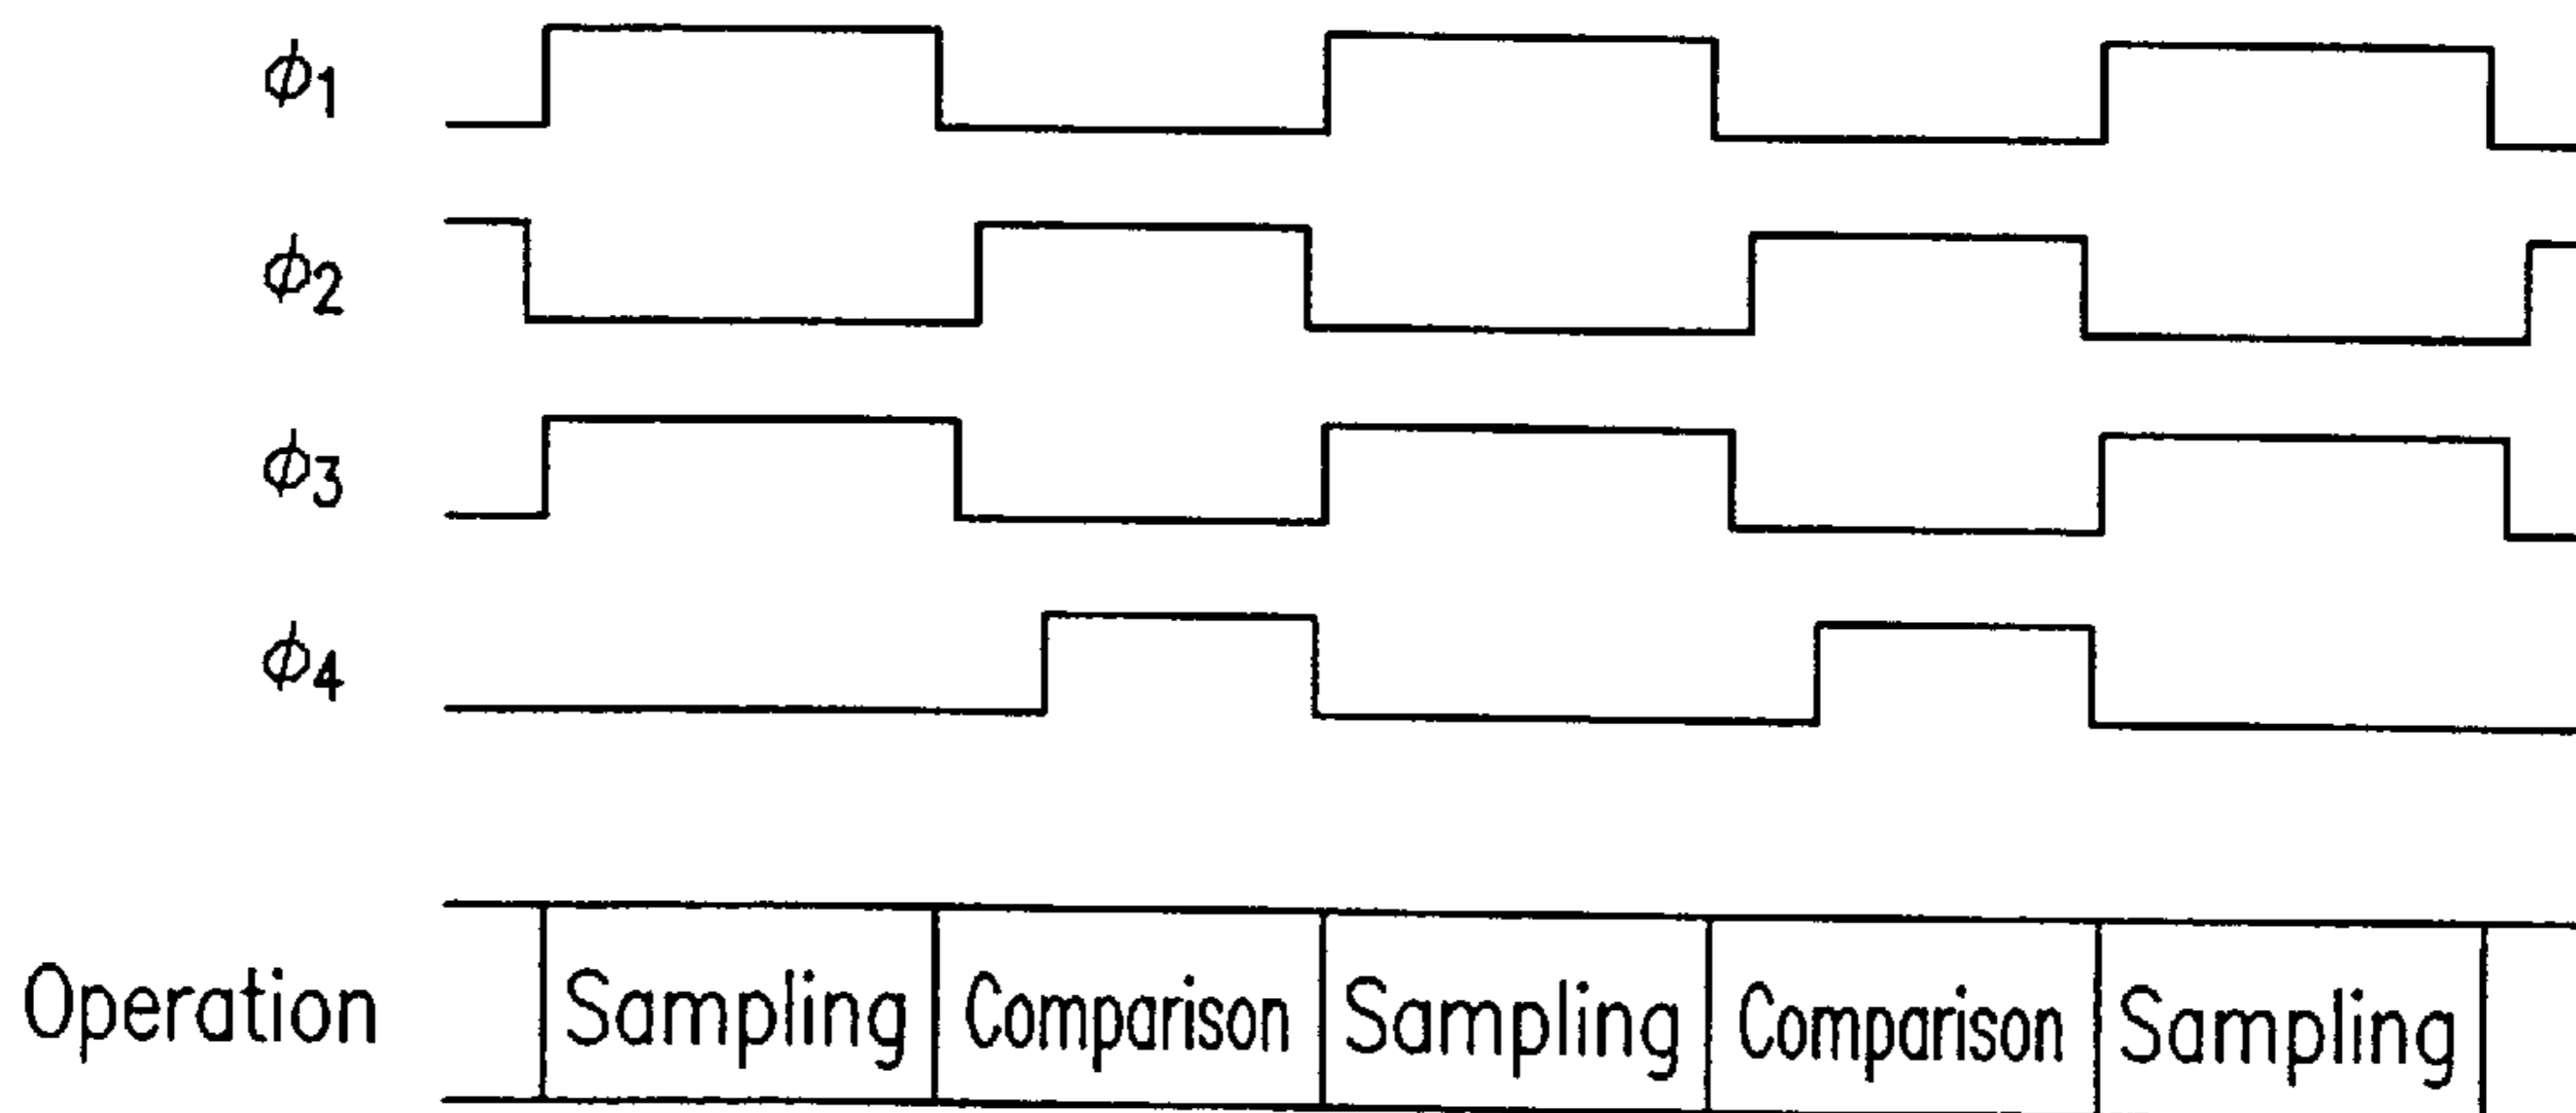 ϕ1
ϕ2
ϕ3
ϕ4
Operation Sampling Comparison Sampling Comparison Sampling